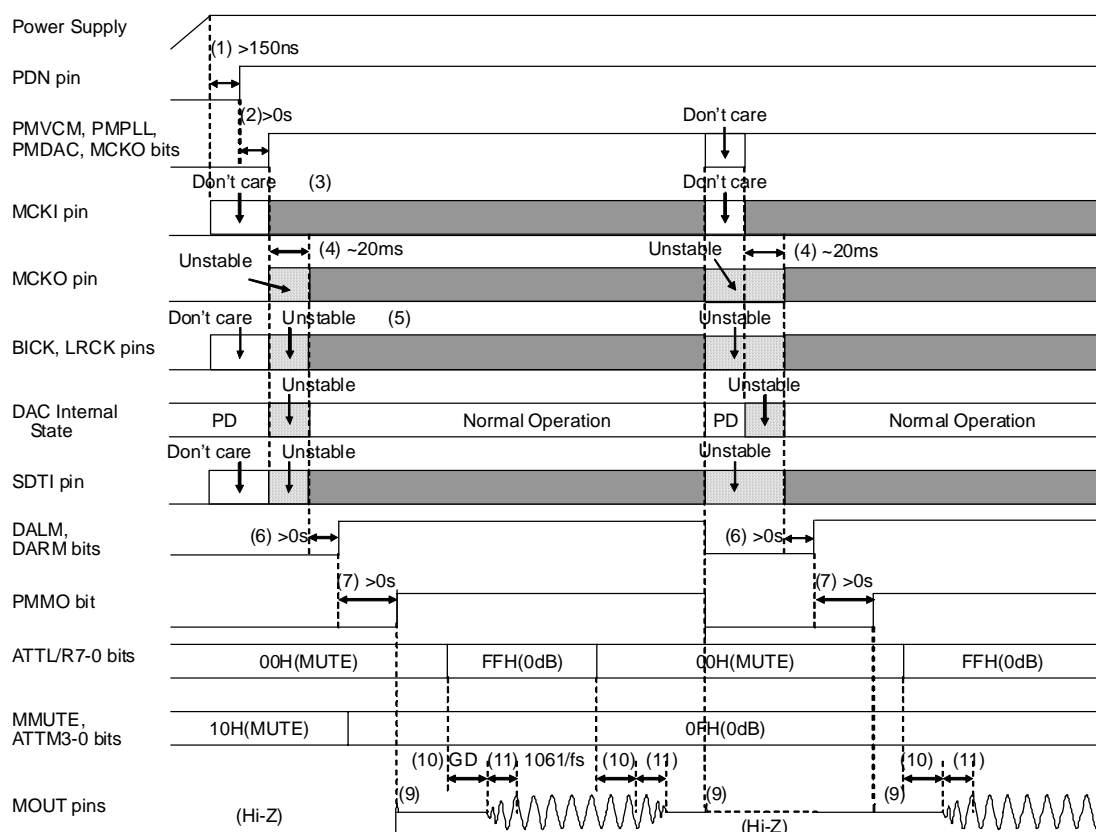 Power Supply
(1) >150ns
PDN pin
(2)>0s
PMVCM, PMPLL,
PMDAC, MCKO bits
Don't care
Don't care (3) Don't care
MCKI pin
(4) ~20ms (4) ~20ms
Unstable Unstable
MCKO pin
Don't care Unstable (5) Unstable
BICK, LRCK pins
Unstable Unstable
DAC Internal
State
PD Normal Operation PD Normal Operation
Don't care Unstable Unstable
SDTI pin
DALM,
DARM bits
(6) >0s (6) >0s
(7) >0s (7) >0s
PMMO bit
ATTL/R7-0 bits
00H(MUTE) FFH(0dB) 00H(MUTE) FFH(0dB)
MMUTE,
ATTM3-0 bits
10H(MUTE) 0FH(0dB)
(10) GD (11) 1061/fs (10) (11) (10) (11)
(9) (9) (9)
MOUT pins
(Hi-Z) (Hi-Z)